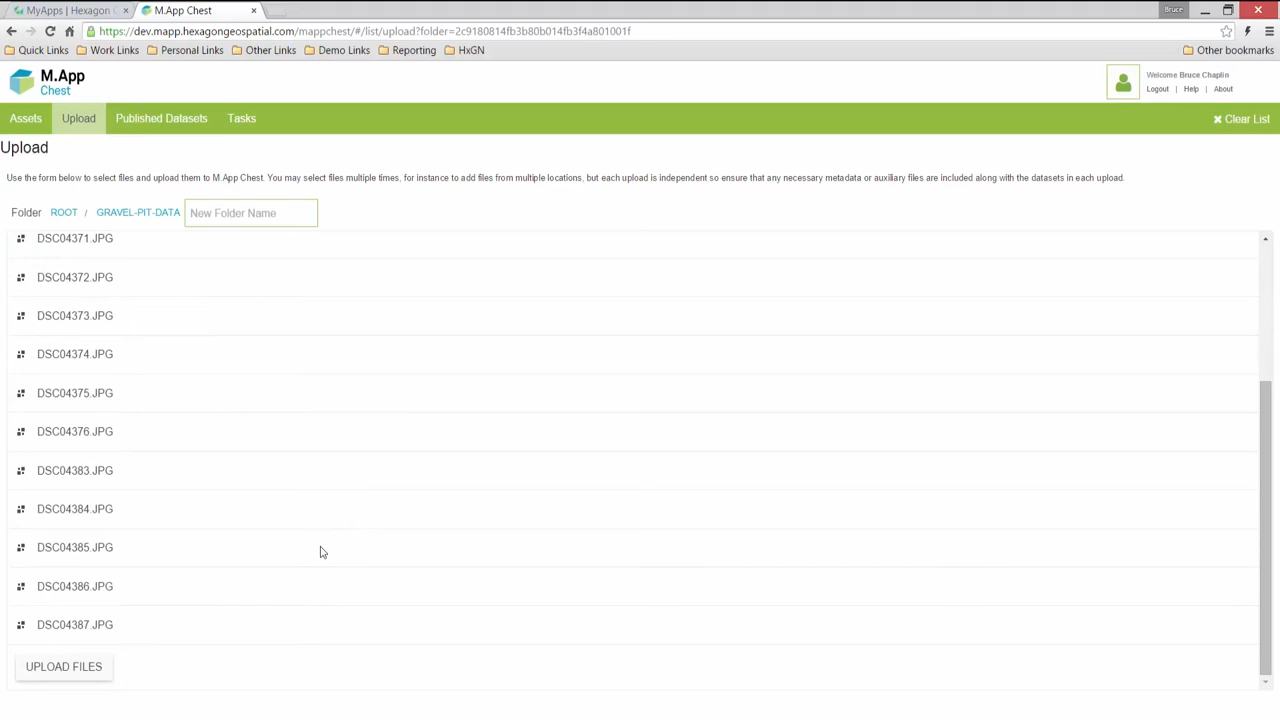 MyApps | Hexagon G
M.App Chest
Bruce
https://dev.mapp.hexagongeospatial.com/mappchest/#/list/upload?folder=2c9180814fb3b80b014fb3f4a801001f
Quick Links Work Links Personal Links Other Links Demo Links Reporting HxGN Other bookmarks
M.App
Chest
Welcome Bruce Chaplin
Logout | Help | About
Assets Upload Published Datasets Tasks Clear List
Upload
Use the form below to select files and upload them to M.App Chest. You may select files multiple times, for instance to add files from multiple locations, but each upload is independent so ensure that any necessary metadata or auxiliary files are included along with the datasets in each upload.
Folder ROOT / GRAVEL-PIT-DATA New Folder Name
DSC04371.JPG
DSC04372.JPG
DSC04373.JPG
DSC04374.JPG
DSC04375.JPG
DSC04376.JPG
DSC04383.JPG
DSC04384.JPG
DSC04385.JPG
DSC04386.JPG
DSC04387.JPG
UPLOAD FILES